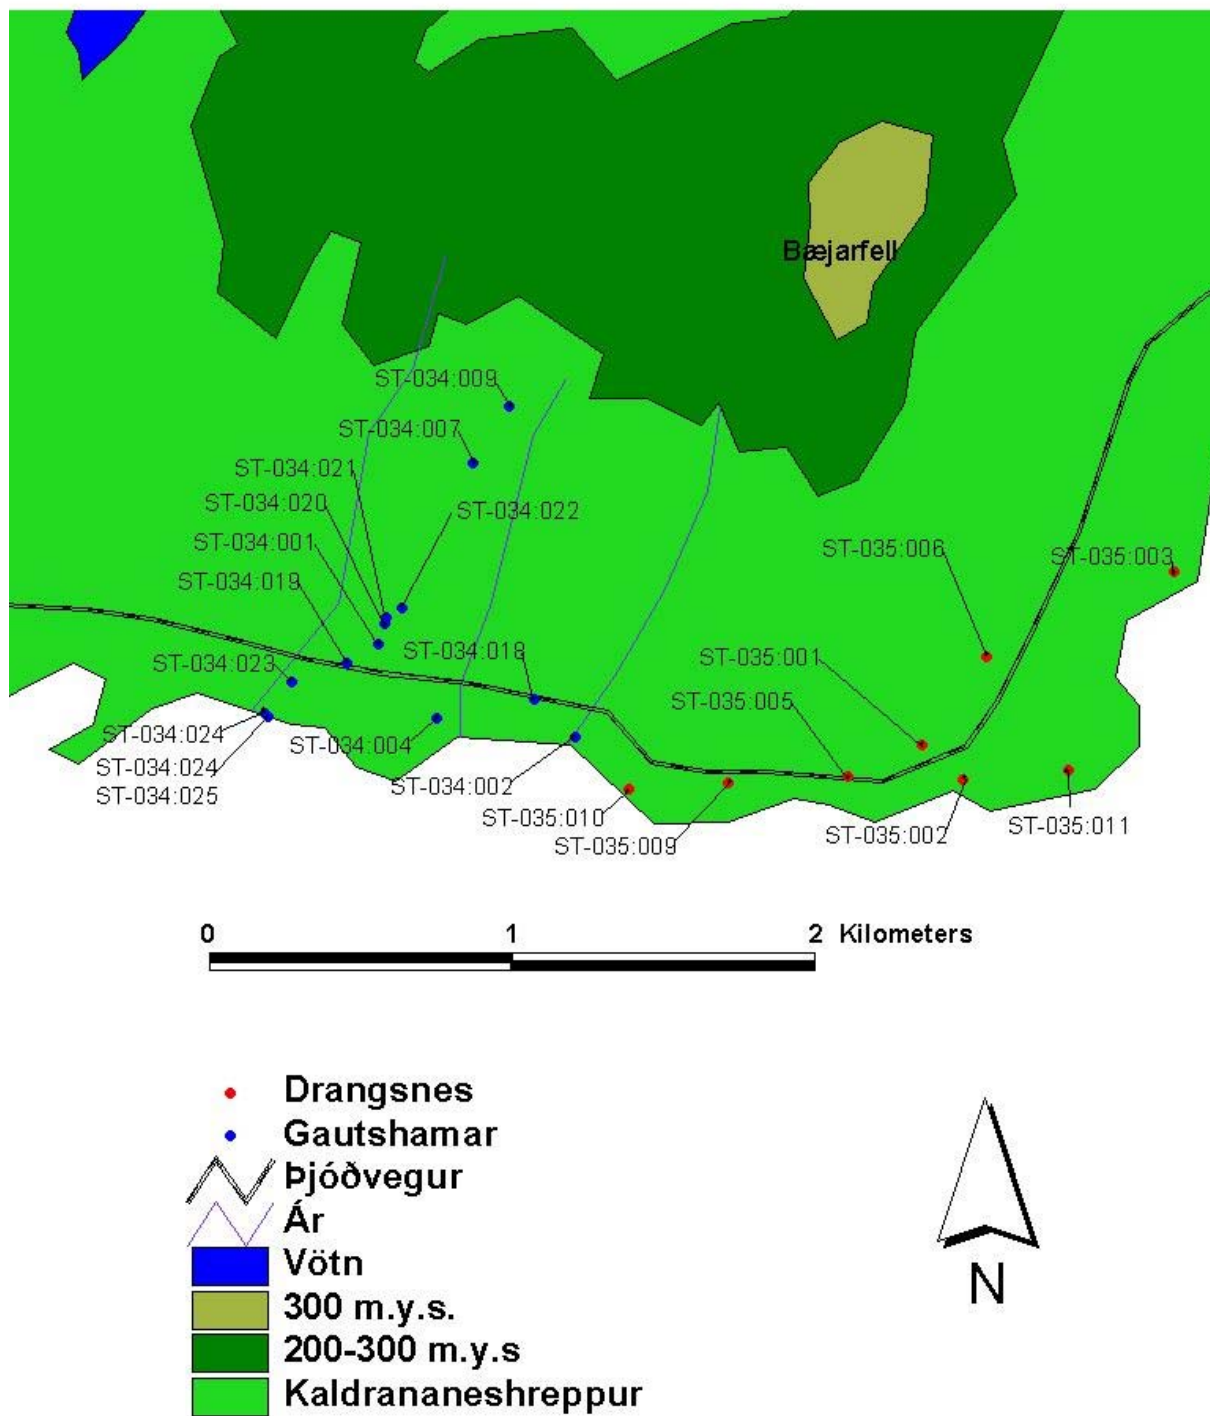 Bæjarfell
ST-034:009
ST-034:007
ST-034:021
ST-034:020
ST-034:022
ST-034:001
ST-035:006
ST-035:003
ST-034:019
ST-034:018
ST-035:001
ST-034:023
ST-035:005
ST-034:024
ST-034:004
ST-034:024
ST-034:002
ST-034:025
ST-035:010
ST-035:011
ST-035:002
ST-035:009
0 1 2 Kilometers
Drangsnes
Gautshamar
Þjóðvegur
Ár
Vötn
300 m.y.s.
200-300 m.y.s
Kaldrananeshreppur
N